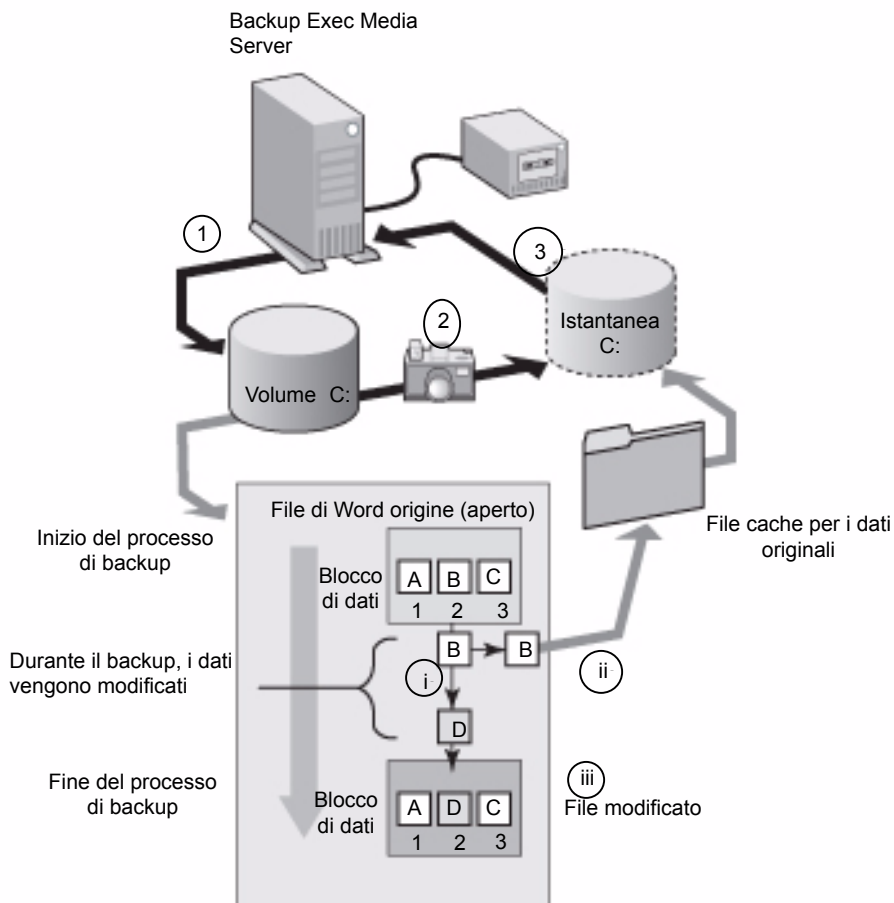 Backup Exec Media
Server
1
3
2
Istantanea
C:
Volume C:
File di Word origine (aperto)
Inizio del processo
di backup
File cache per i dati
originali
Blocco
di dati
A B C
1 2 3
B B
Durante il backup, i dati
vengono modificati
i
ii
D
Fine del processo
di backup
iii
File modificato
Blocco
di dati
A D C
1 2 3